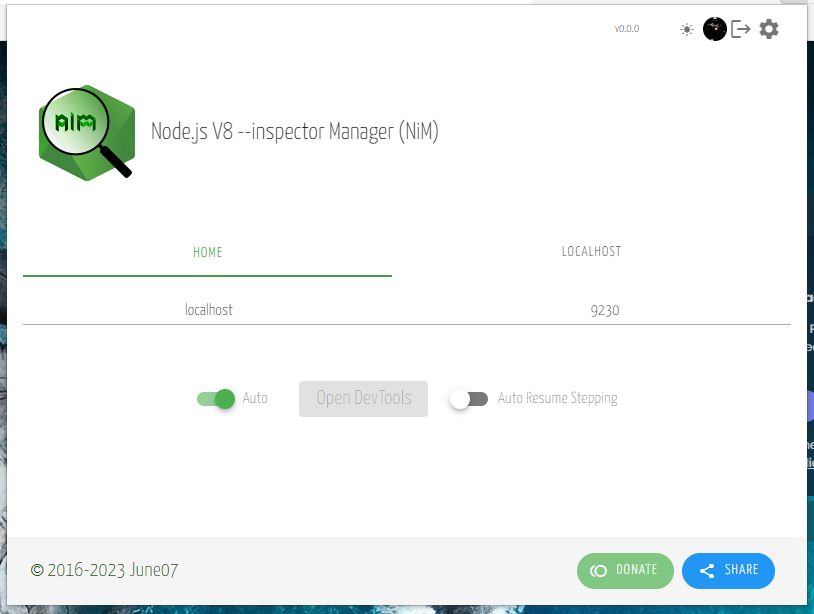 v0.0.0
NiM
Node.js V8 --inspector Manager (NiM)
HOME
LOCALHOST
localhost
9230
Auto
Open DevTools
Auto Resume Stepping
© 2016-2023 June07
DONATE
SHARE